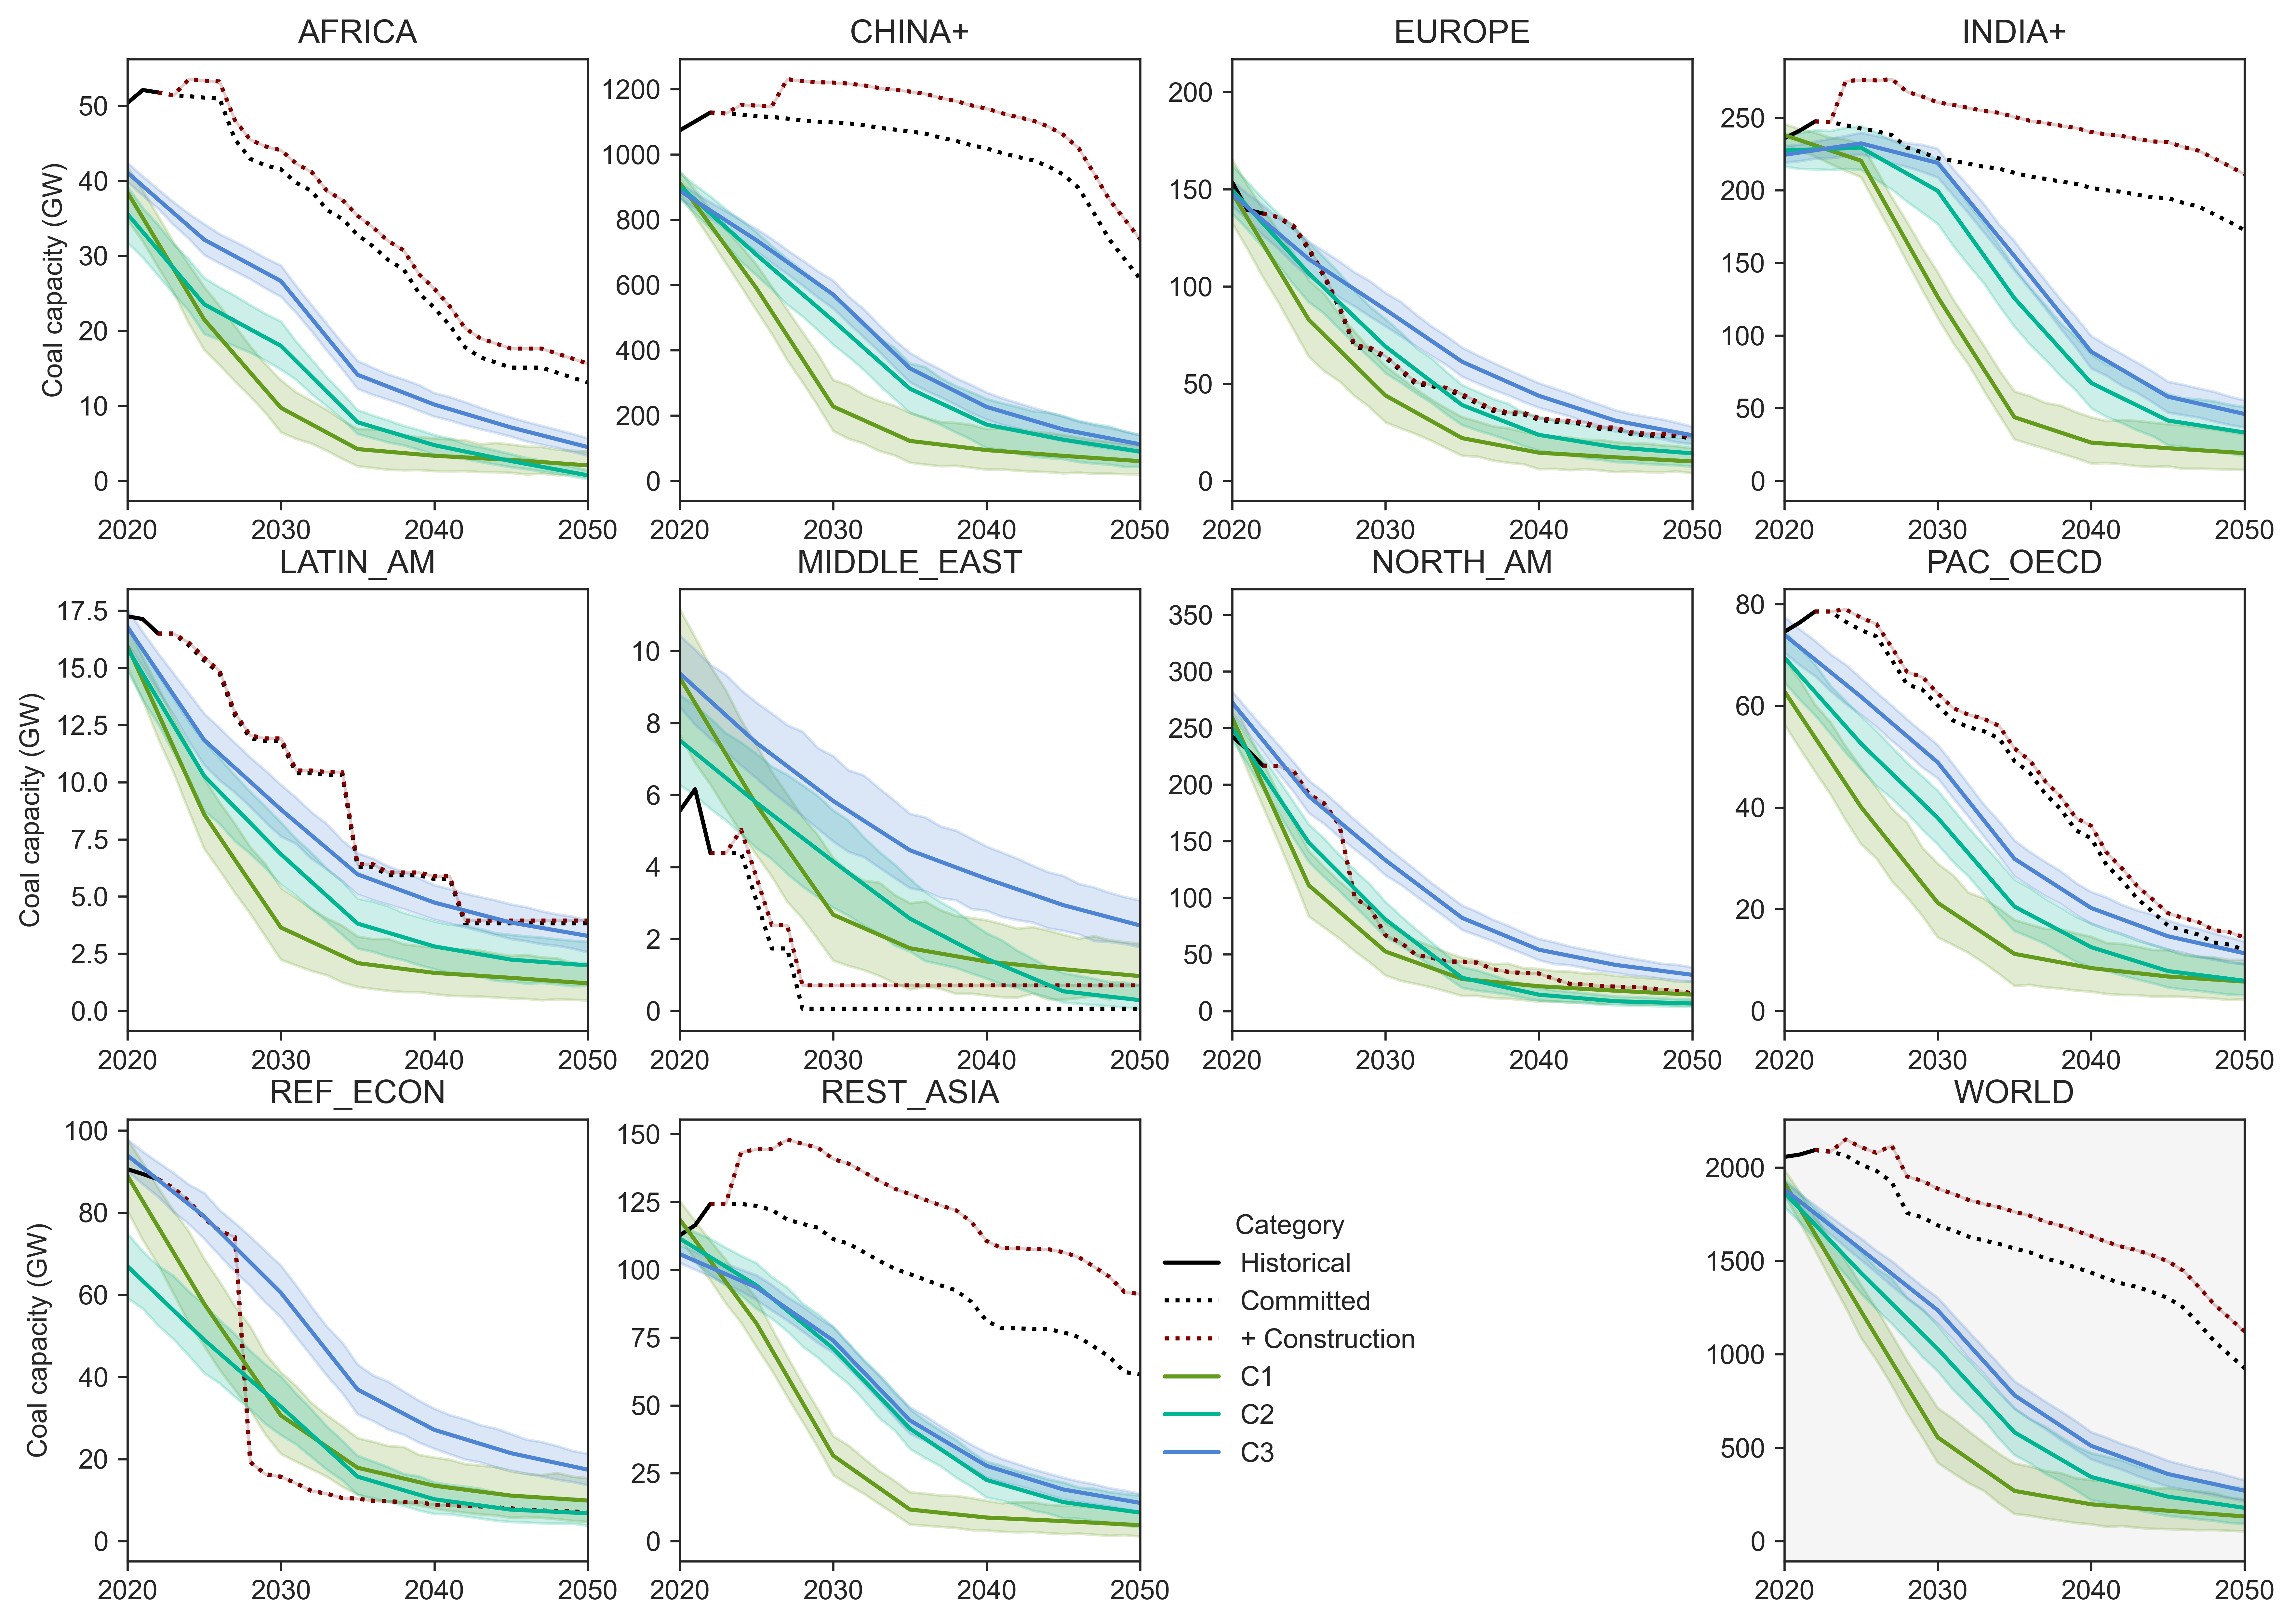 AFRICA
CHINA+
EUROPE
INDIA+
Coal capacity (GW)
50
40
30
20
10
0
2020 2030 2040 2050
1200
1000
800
600
400
200
0
2020 2030 2040 2050
200
150
100
50
0
2020 2030 2040 2050
250
200
150
100
50
0
2020 2030 2040 2050
LATIN_AM
MIDDLE_EAST
NORTH_AM
PAC_OECD
Coal capacity (GW)
17.5
15.0
12.5
10.0
7.5
5.0
2.5
0.0
2020 2030 2040 2050
10
8
6
4
2
0
2020 2030 2040 2050
350
300
250
200
150
100
50
0
2020 2030 2040 2050
80
60
40
20
0
2020 2030 2040 2050
REF_ECON
REST_ASIA
WORLD
Coal capacity (GW)
100
80
60
40
20
0
2020 2030 2040 2050
150
125
100
75
50
25
0
2020 2030 2040 2050
Category
Historical
Committed
+ Construction
C1
C2
C3
2000
1500
1000
500
0
2020 2030 2040 2050